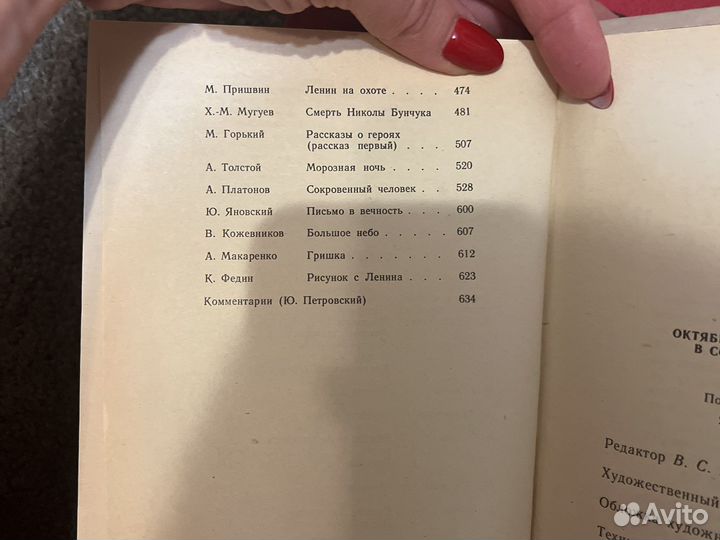 М. Пришвин Ленин на охоте . . . . 474
Х.-М. Мугуев Смерть Николы Бунчука 481
М. Горький Рассказы о героях
(рассказ первый) . . . 507
А. Толстой Морозная ночь . . . . 520
А. Платонов Сокровенный человек . . 528
Ю. Яновский Письмо в вечность . . . 600
В. Кожевников Большое небо . . . . . 607
А. Макаренко Гришка . . . . . . . 612
К. Федин Рисунок с Ленина . . . 623
Комментарии (Ю. Петровский) 634
В
Редактор В. С.
Художественный
Avito